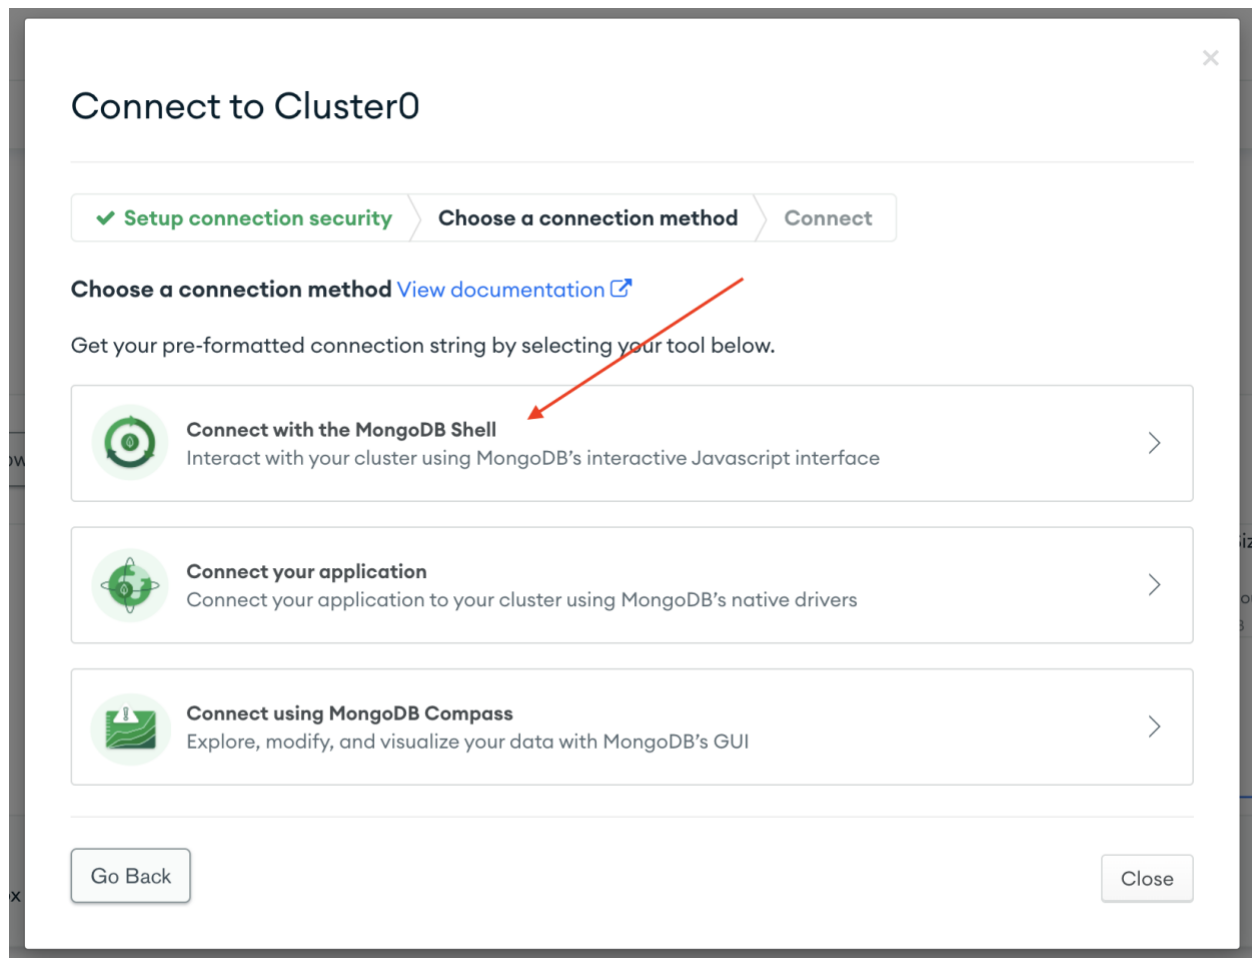 Connect to Cluster0
Setup connection security
Choose a connection method
Connect
Choose a connection method View documentation
Get your pre-formatted connection string by selecting your tool below.
Connect with the MongoDB Shell
Interact with your cluster using MongoDB's interactive Javascript interface
Connect your application
Connect your application to your cluster using MongoDB's native drivers
Connect using MongoDB Compass
Explore, modify, and visualize your data with MongoDB's GUI
Go Back
Close